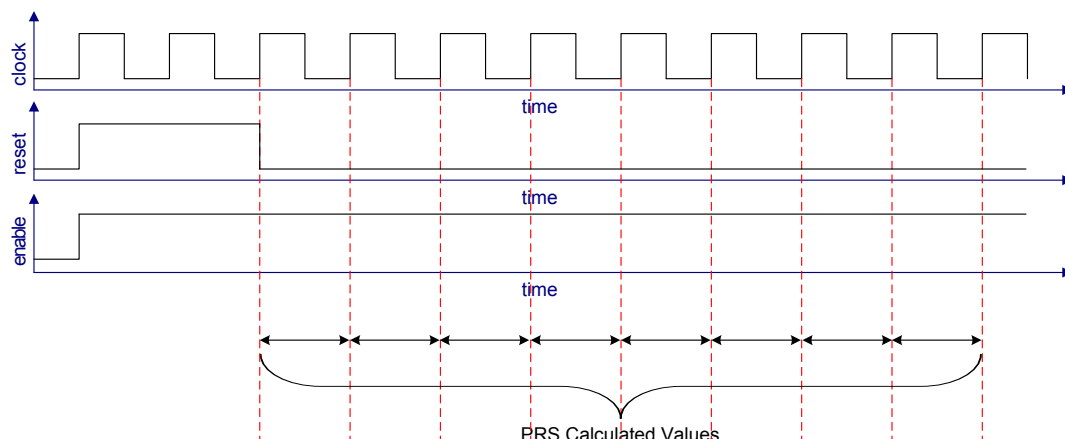 clock
time
reset
time
enable
time
PRS Calculated Values